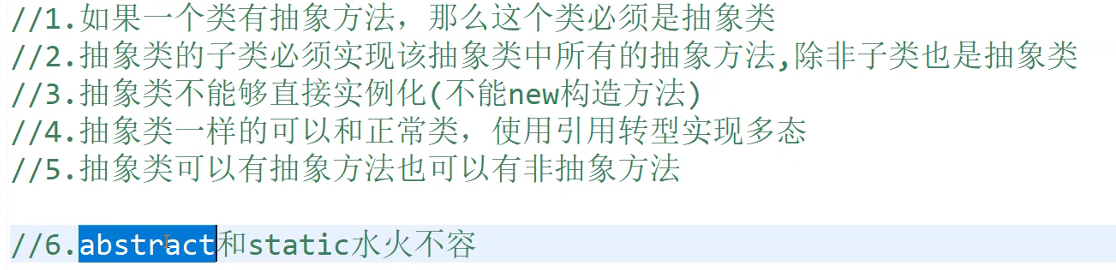 //1.如果一个类有抽象方法，那么这个类必须是抽象类
//2.抽象类的子类必须实现该抽象类中所有的抽象方法,除非子类也是抽象类
//3.抽象类不能够直接实例化(不能new构造方法)
//4.抽象类一样的可以和正常类，使用引用转型实现多态
//5.抽象类可以有抽象方法也可以有非抽象方法
//6.abstract和static水火不容